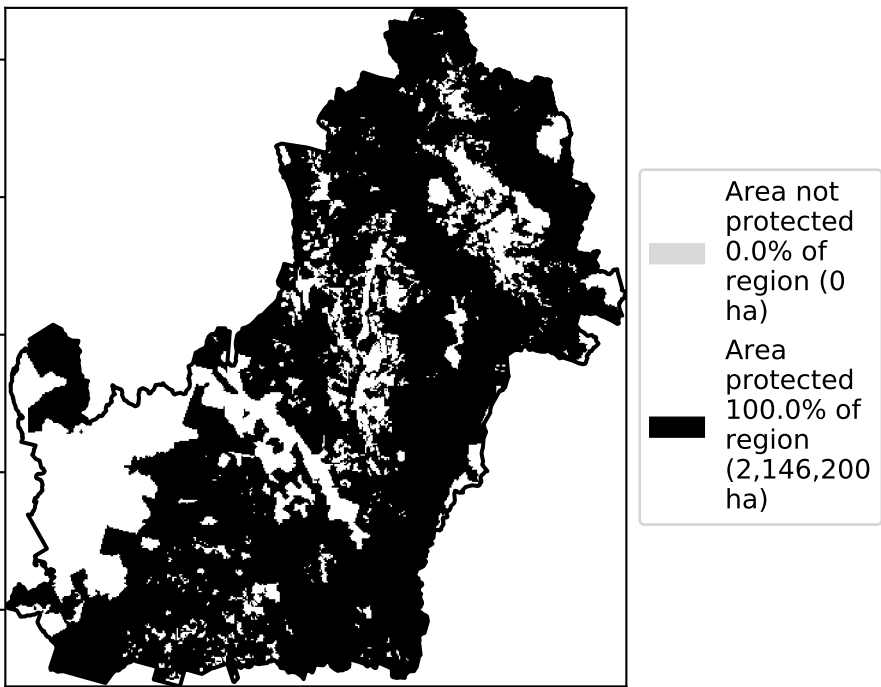 Area not
protected
0.0% of
region (0
ha)
Area
protected
100.0% of
region
(2,146,200
ha)